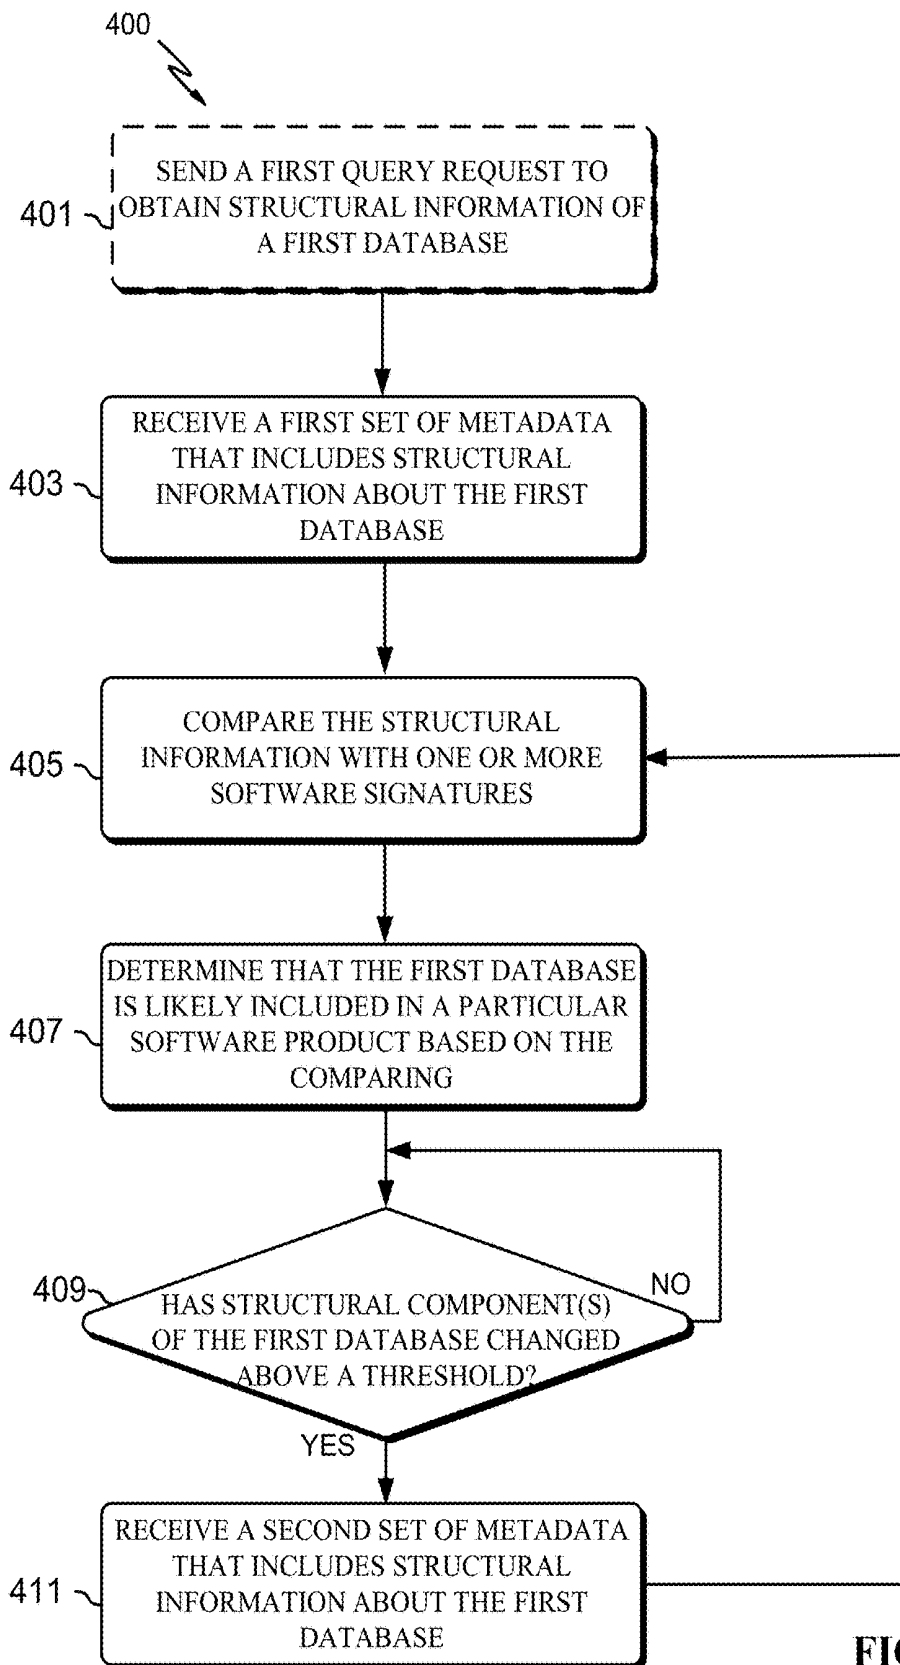 400
401
SEND A FIRST QUERY REQUEST TO
OBTAIN STRUCTURAL INFORMATION OF
A FIRST DATABASE
403
RECEIVE A FIRST SET OF METADATA
THAT INCLUDES STRUCTURAL
INFORMATION ABOUT THE FIRST
DATABASE
405
COMPARE THE STRUCTURAL
INFORMATION WITH ONE OR MORE
SOFTWARE SIGNATURES
407
DETERMINE THAT THE FIRST DATABASE
IS LIKELY INCLUDED IN A PARTICULAR
SOFTWARE PRODUCT BASED ON THE
COMPARING
409
HAS STRUCTURAL COMPONENT(S)
OF THE FIRST DATABASE CHANGED
ABOVE A THRESHOLD?
NO
YES
411
RECEIVE A SECOND SET OF METADATA
THAT INCLUDES STRUCTURAL
INFORMATION ABOUT THE FIRST
DATABASE